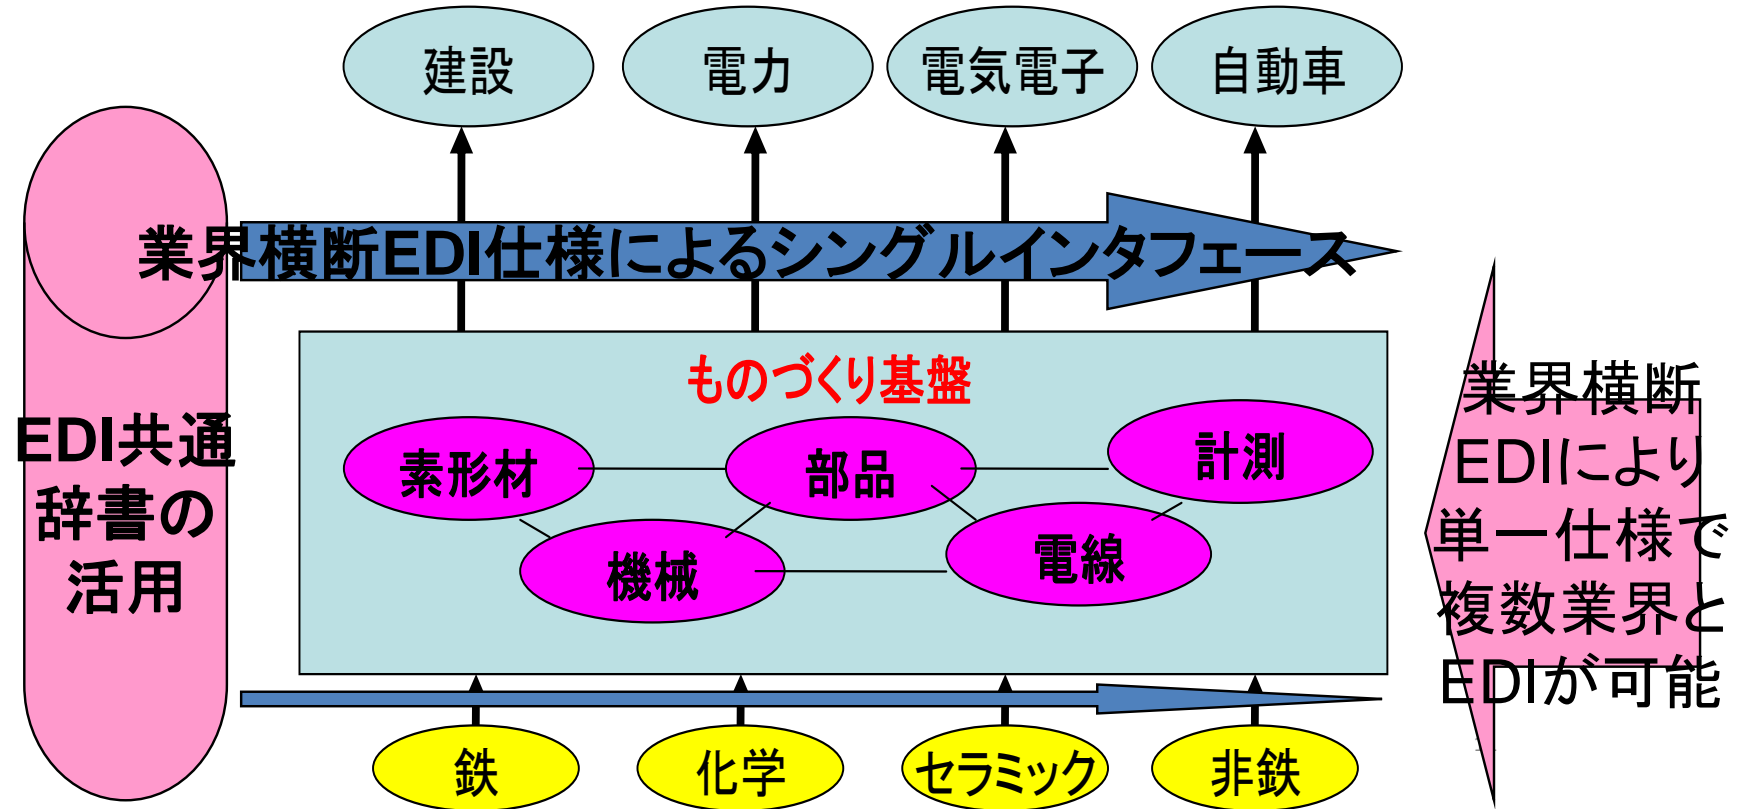 建設
電力
電気電子
自動車
業界横断EDI仕様によるシングルインタフェース
ものづくり基盤
素形材
部品
計測
機械
電線
EDI共通
辞書の
活用
業界横断
EDIにより
単一仕様で
複数業界と
EDIが可能
鉄
化学
セラミック
非鉄